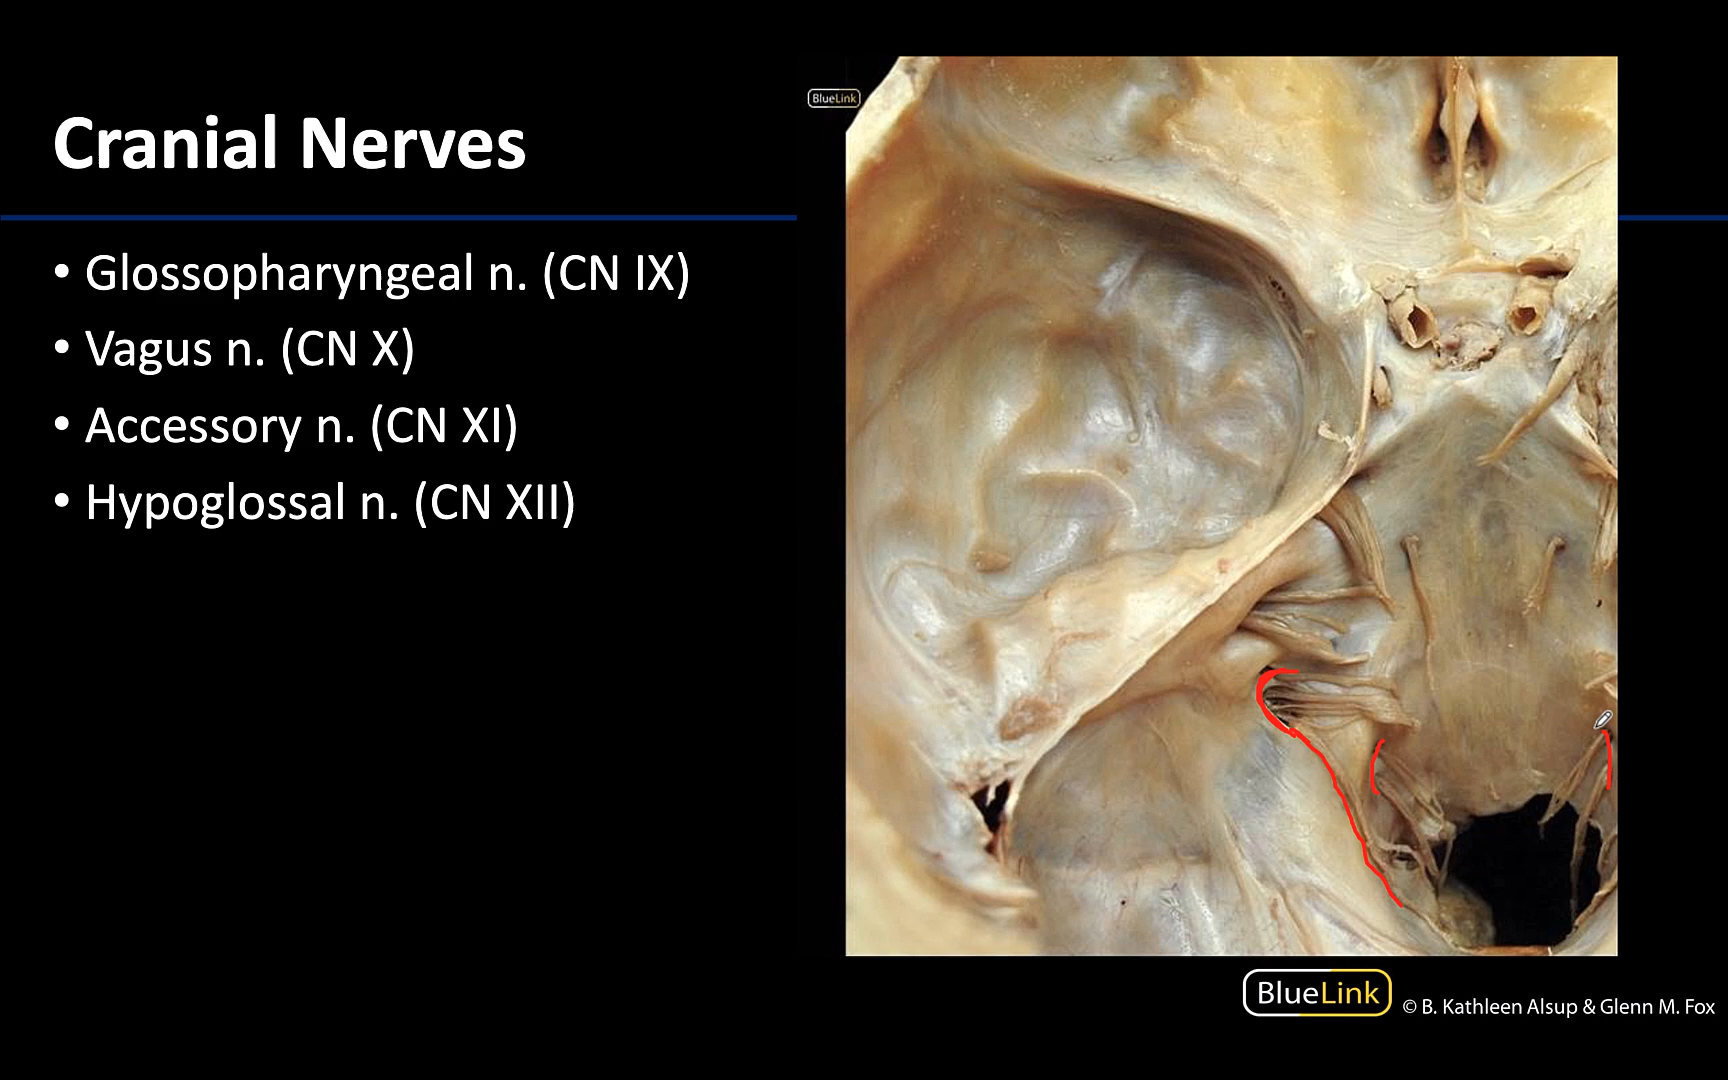 BlueLink
Cranial Nerves
• Glossopharyngeal n. (CN IX)
• Vagus n. (CN X)
• Accessory n. (CN XI)
• Hypoglossal n. (CN XII)
BlueLink
© B. Kathleen Alsup & Glenn M. Fox